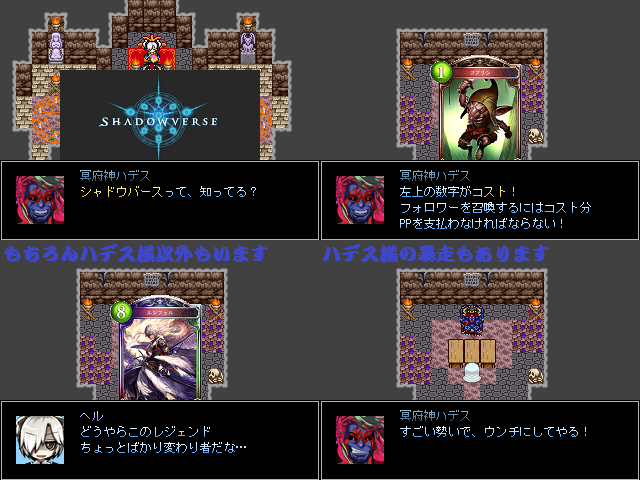 SHADOWVERSE
冥府神ハデス
シャドウバースって、知ってる？
1
ゴブリン
冥府神ハデス
左上の数字がコスト！
フォロワーを召喚するにはコスト分
PPを支払わなければならない！
もちろんハデス様以外もいます
8
ルシフェル
ヘル
どうやらこのレジェンド
ちょっとばかり変わり者だな…
ハデス様の暴走もあります
冥府神ハデス
すごい勢いで、ウンチにしてやる！